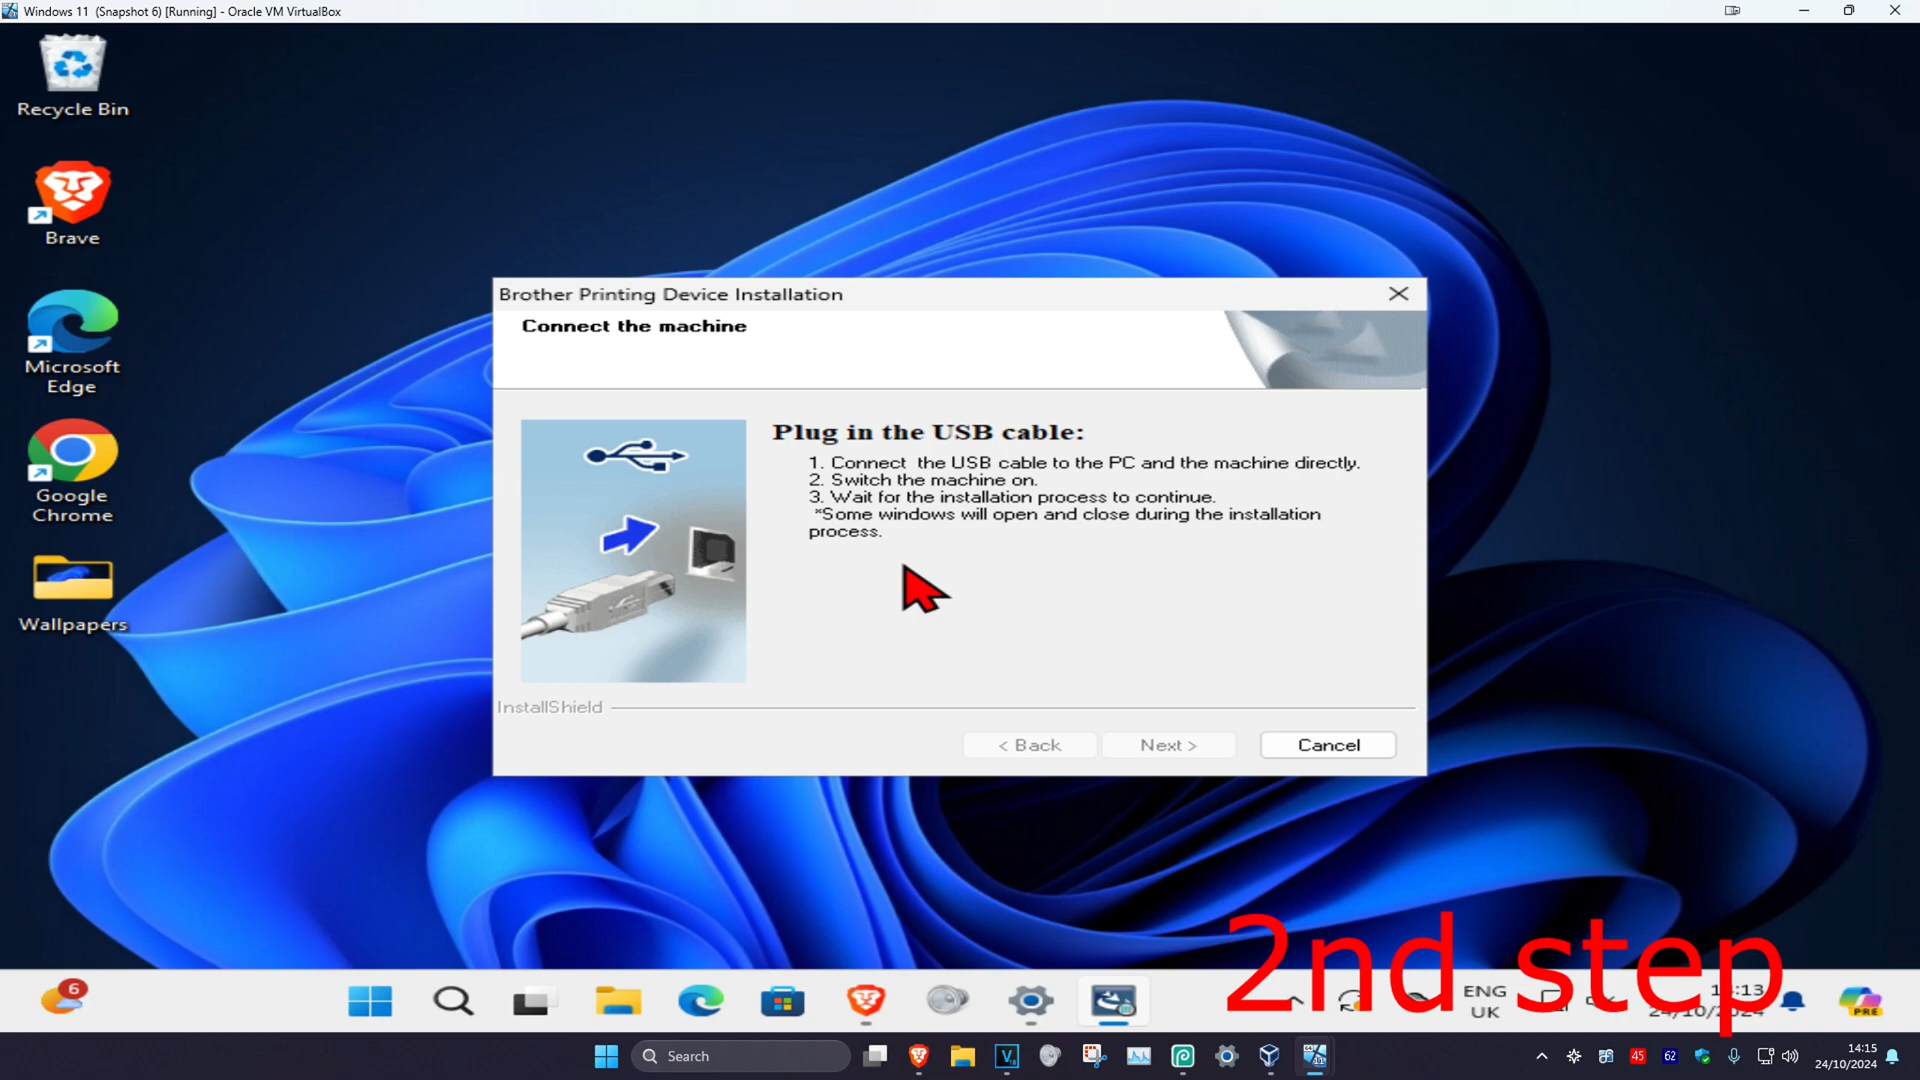 Windows 11 (Snapshot 6) [Running] - Oracle VM VirtualBox
Recycle Bin
Brave
Microsoft
Edge
Google
Chrome
Wallpapers
Brother Printing Device Installation
Connect the machine
Plug in the USB cable:
1. Connect the USB cable to the PC and the machine directly.
2. Switch the machine on.
3. Wait for the installation process to continue.
*Some windows will open and close during the installation
process.
InstallShield
< Back
Next >
Cancel
2nd step
6
ENG
UK
24/10/2024
PRE
Search
45
62
14:15
24/10/2024